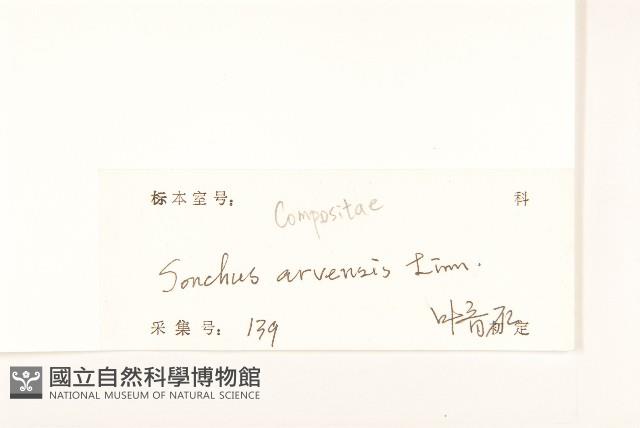 标本室号: 科
Compositae
Sonchus arvensis Linn.
采集号: 139 定
國立自然科學博物館
NATIONAL MUSEUM OF NATURAL SCIENCE